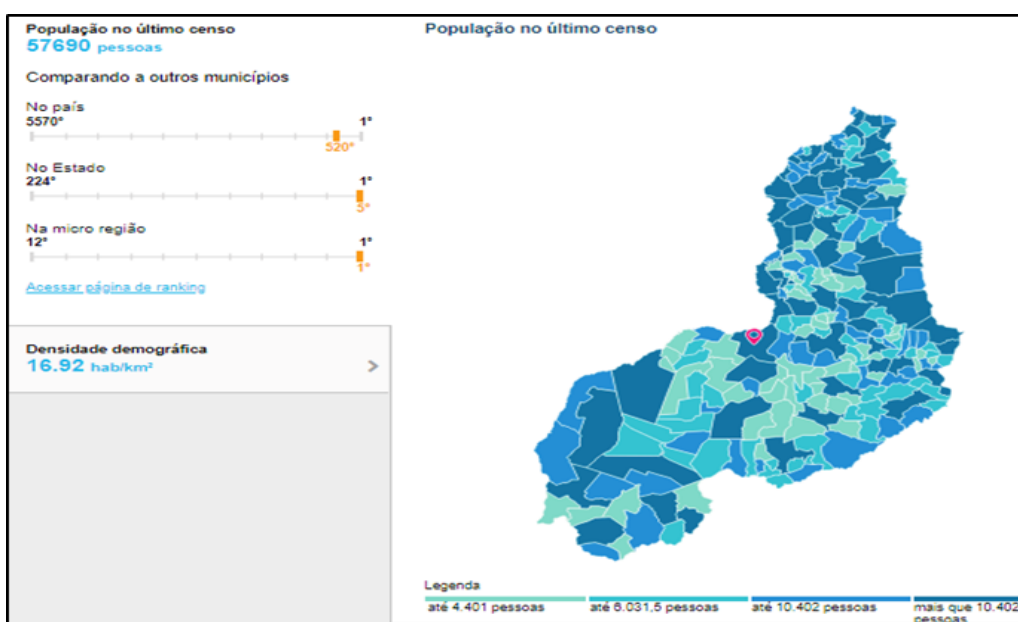 População no último censo
57690 pessoas
Comparando a outros municípios
No país
5570° 1°
520°
No Estado
224° 1°
5°
Na micro região
12° 1°
1°
Acessar página de ranking
Densidade demográfica
16.92 hab/km²
>
População no último censo
Legenda
até 4.401 pessoas até 6.031,5 pessoas até 10.402 pessoas mais que 10.402
pessoas